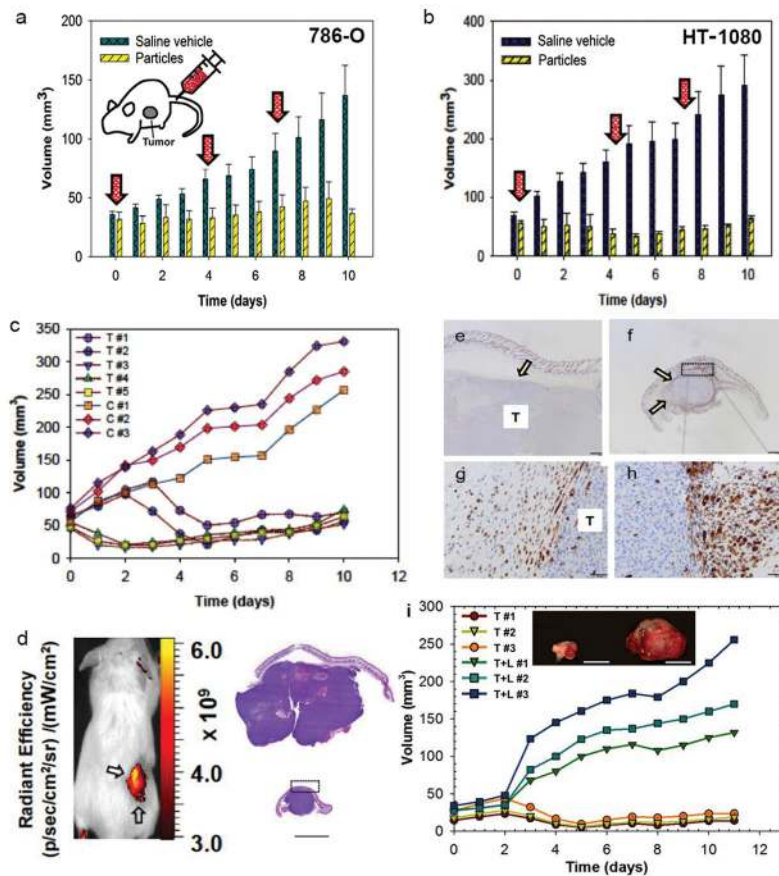 a
786-O
Saline vehicle
Particles
Tumor
Volume (mm³)
200
150
100
50
0
0 2 4 6 8 10
Time (days)
b
HT-1080
Saline vehicle
Particles
Volume (mm³)
400
300
200
100
0
0 2 4 6 8 10
Time (days)
c
T #1
T #2
T #3
T #4
T #5
C #1
C #2
C #3
Volume (mm³)
350
300
250
200
150
100
50
0
0 2 4 6 8 10 12
Time (days)
e
T
f
g
T
h
d
Radiant Efficiency
(p/sec/cm²/sr) /(mW/cm²)
6.0
5.0
4.0
3.0
x 10⁹
i
T #1
T #2
T #3
T+L #1
T+L #2
T+L #3
Volume (mm³)
300
250
200
150
100
50
0
0 2 4 6 8 10 12
Time (days)